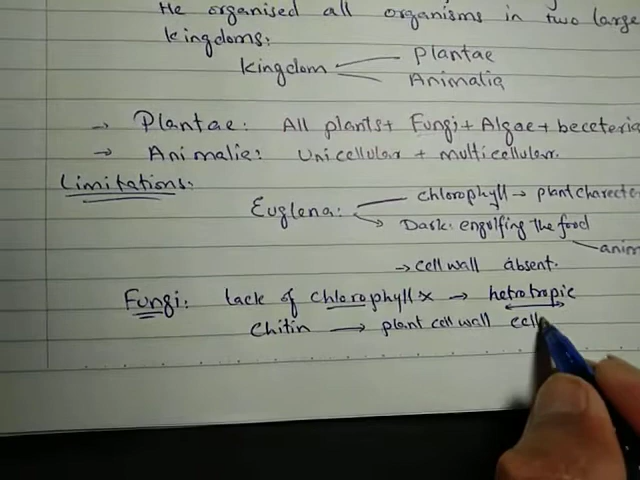 He organised all organisms in two large
kingdoms:
kingdom Plantae
Animalia
→ Plantae: All plants+ Fungi + Algae + becceteria
→ Animalia: Unicellular + multicellular.
Limitations:
Euglena: chlorophyll → plant charecte
→ Dark: engulfing the food
anim
→ cell wall absent.
Fungi: lack of chlorophyll x → hetrotropic
chitin → plant cell wall cell